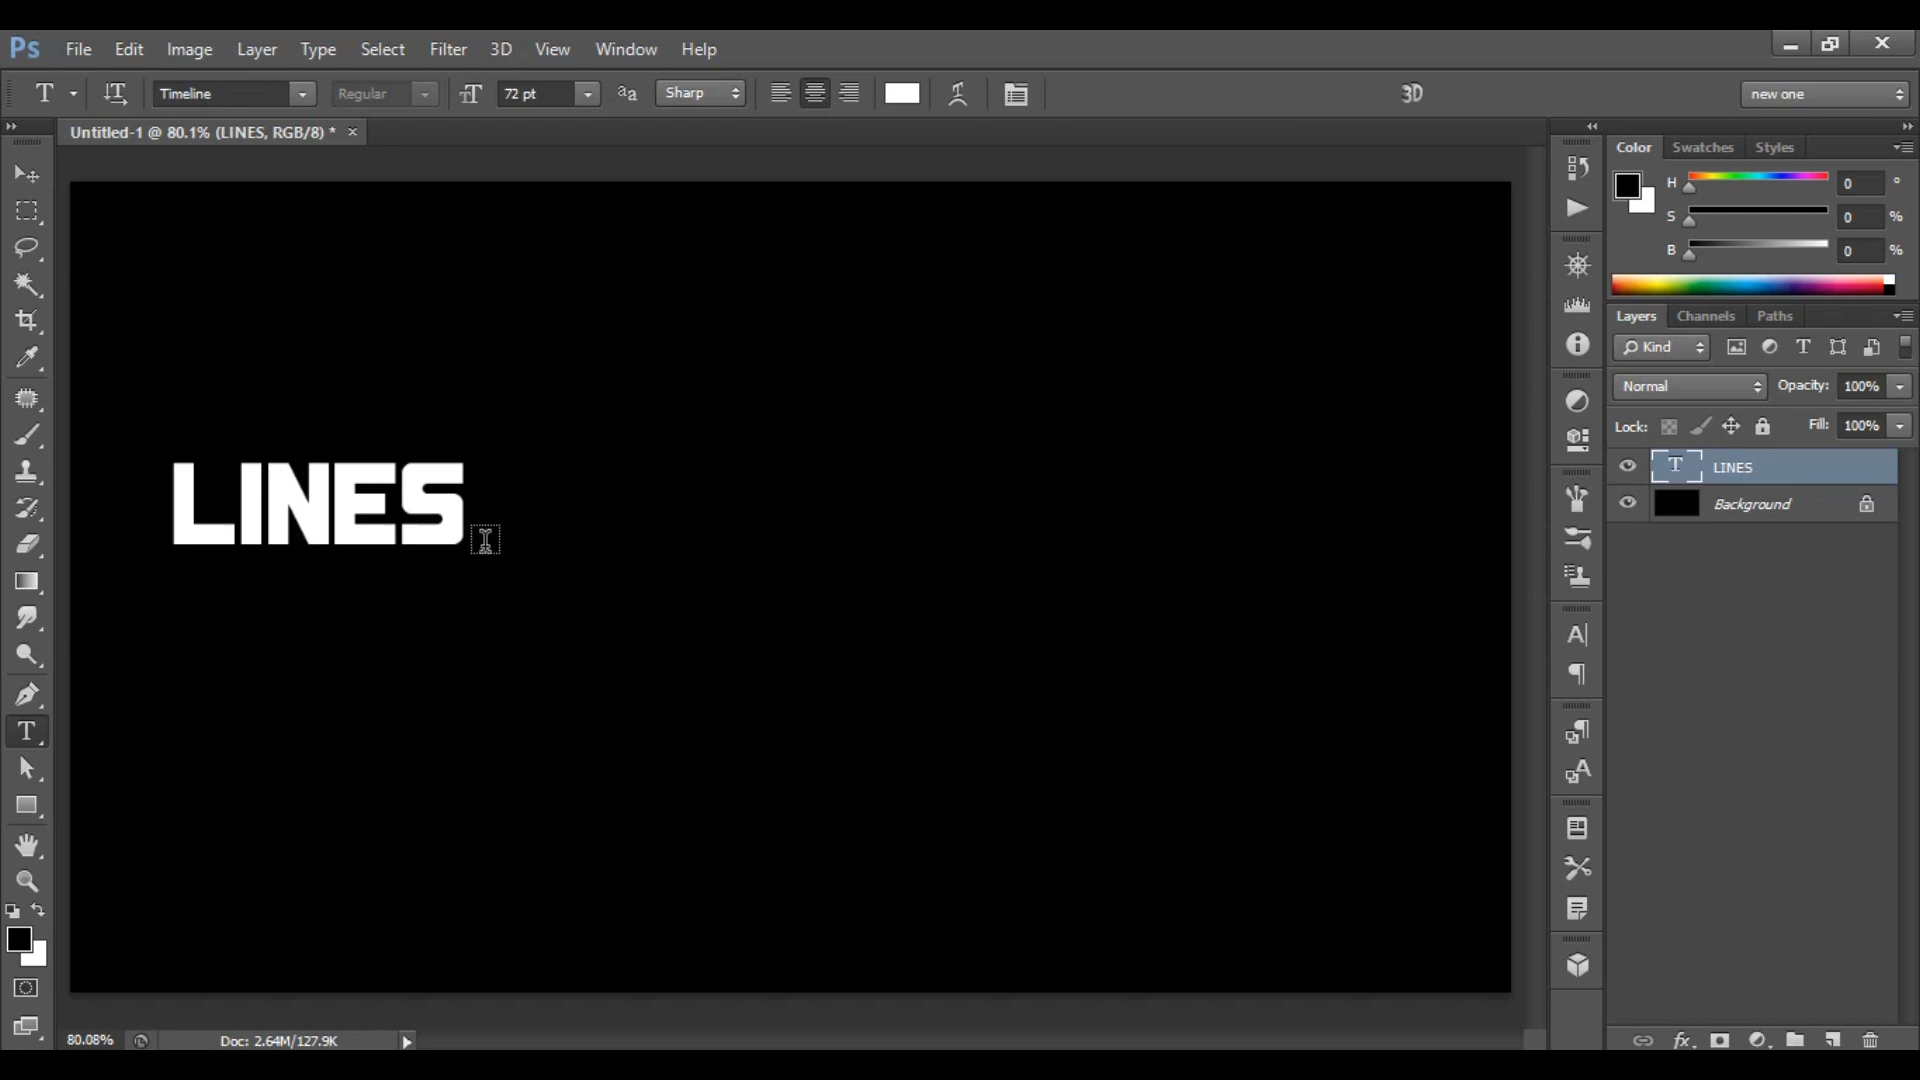 Ps File Edit Image Layer Type Select Filter 3D View Window Help
T Timeline Regular 72 pt aa Sharp 3D new one
Untitled-1 @ 80.1% (LINES, RGB/8) * ×
Color Swatches Styles
H 0 °
S 0 %
B 0 %
Layers Channels Paths
Kind T
Normal Opacity: 100%
Lock: Fill: 100%
T LINES
Background
LINES
A
¶
T
80.08% Doc: 2.64M/127.9K fx